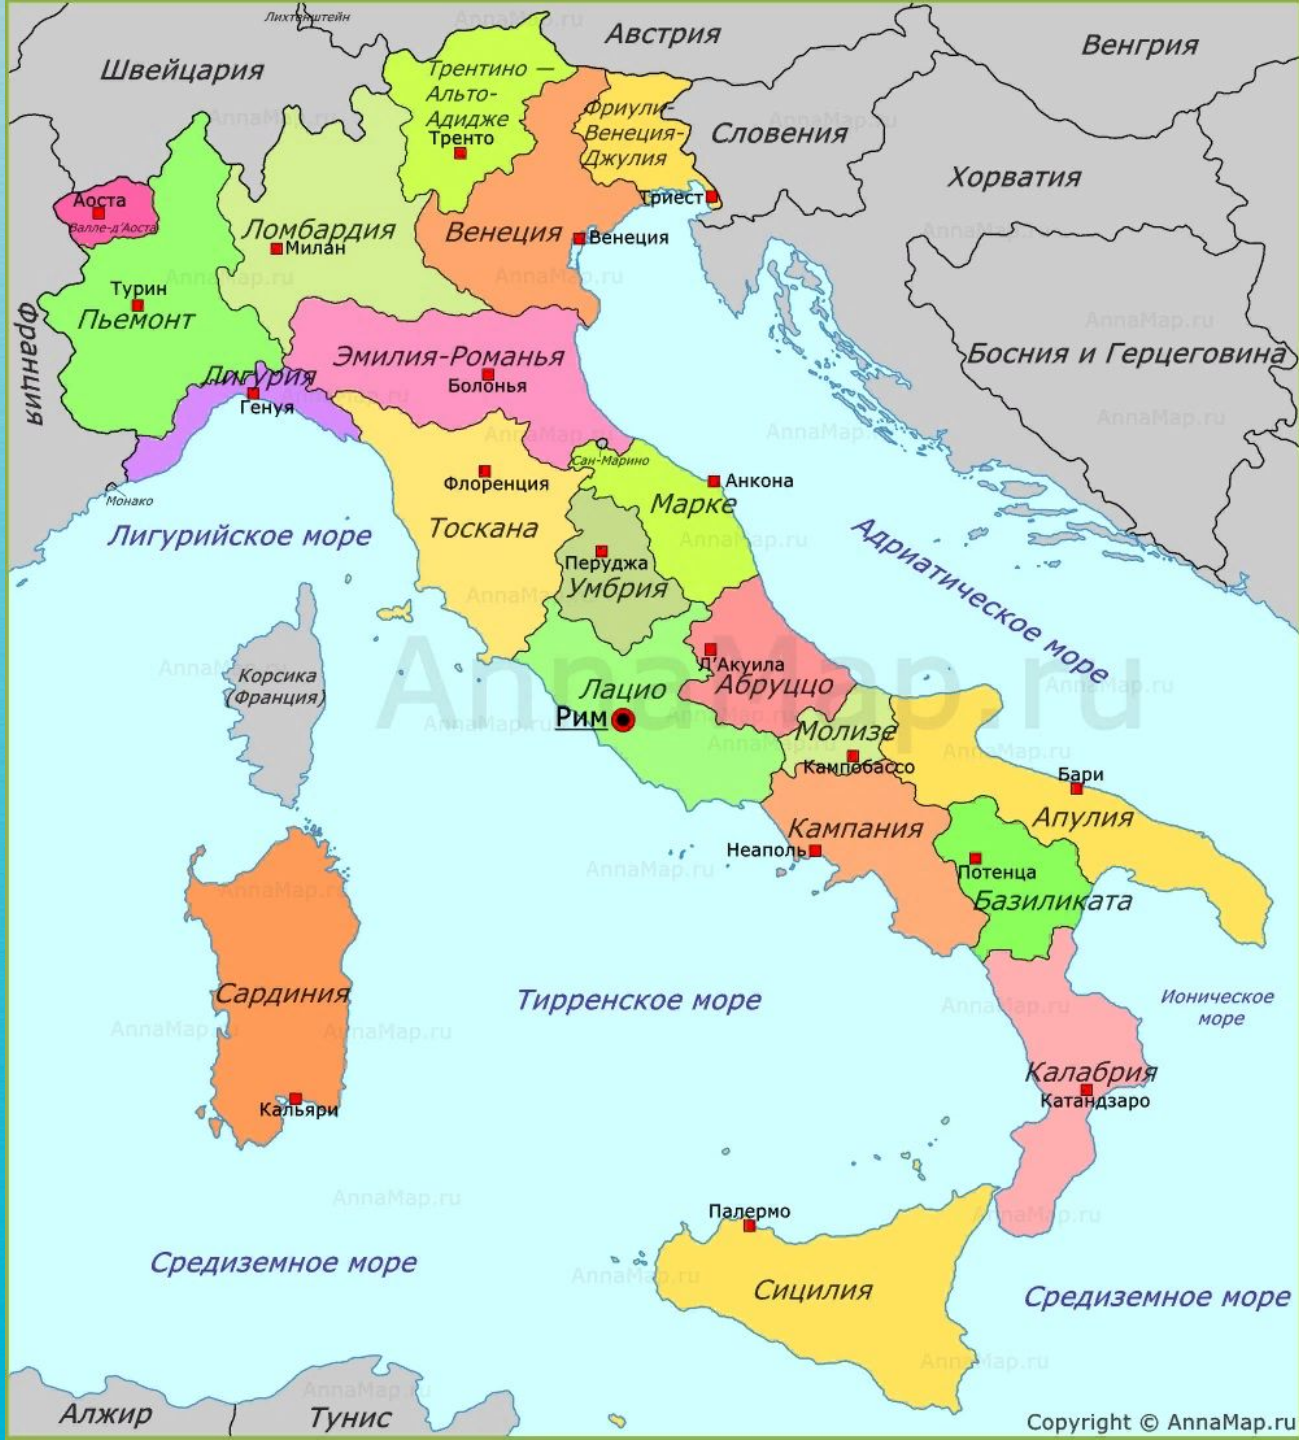 Лихтенштейн
AnnaMap.ru
Австрия
Венгрия
Швейцария
Трентино —
Альто-
Адидже
Тренто
Фриули-
Венеция-
Джулия
Словения
Хорватия
Аоста
Валле-д'Аоста
Ломбардия
Милан
Венеция
Венеция
Триест
Турин
Пьемонт
Франция
Эмилия-Романья
Болонья
Босния и Герцеговина
Лигурия
Генуя
Сан-Марино
Монако
Флоренция
Тоскана
Анкона
Марке
Лигурийское море
Адриатическое море
Перуджа
Умбрия
Корсика
(Франция)
AnnaMap.ru
Л'Акуила
Абруццо
Лацио
Рим
Молизе
Кампобассо
Бари
Апулия
Кампания
Неаполь
Потенца
Базиликата
Сардиния
Тирренское море
Ионическое
море
Калабрия
Катандзаро
Кальяри
Палермо
Сицилия
Средиземное море
Средиземное море
Алжир
Тунис
Copyright © AnnaMap.ru